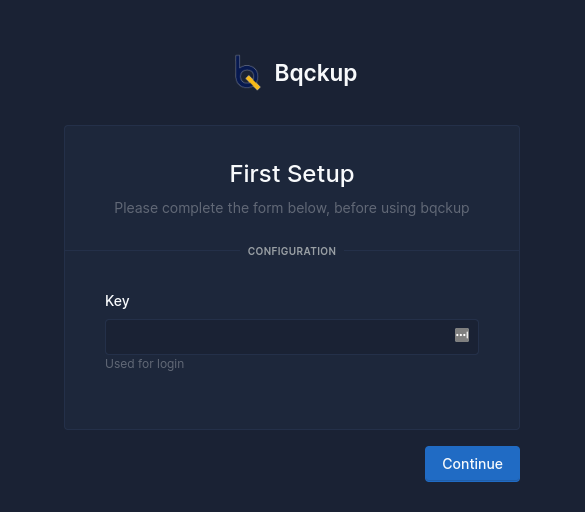 Bqckup
First Setup
Please complete the form below, before using bqckup
CONFIGURATION
Key
Used for login
Continue